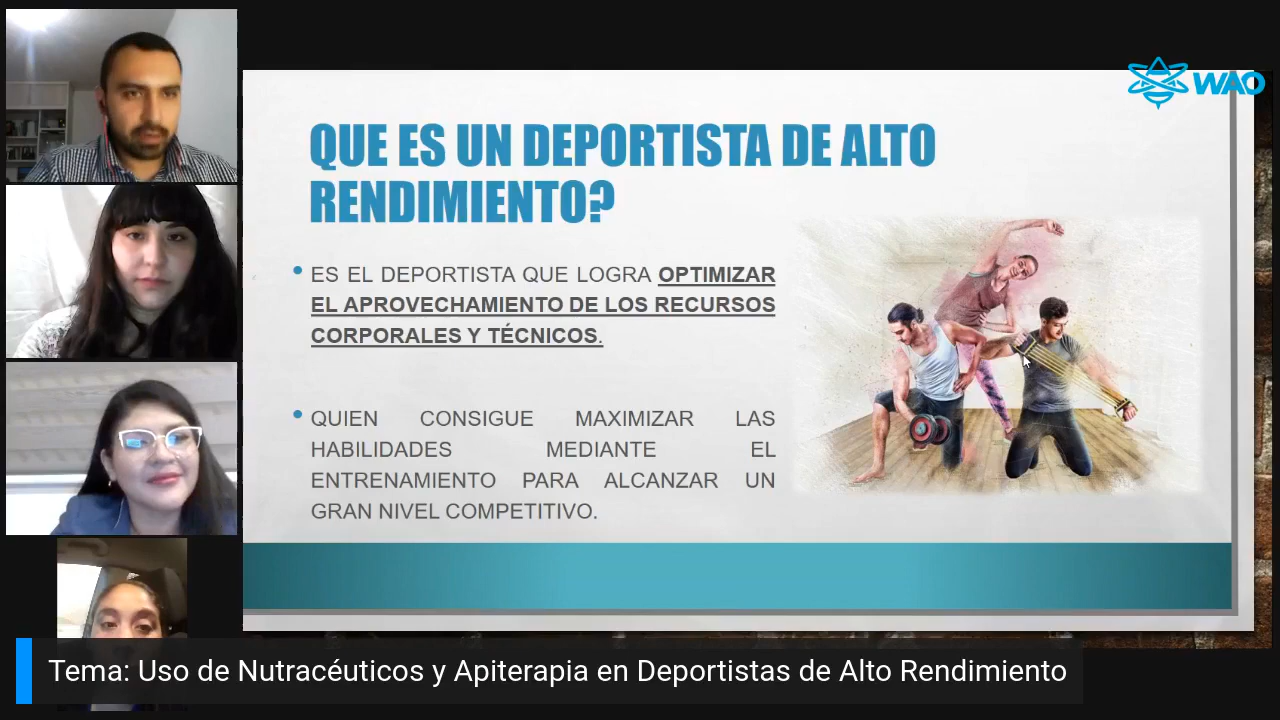 WAO
QUE ES UN DEPORTISTA DE ALTO
RENDIMIENTO?
ES EL DEPORTISTA QUE LOGRA OPTIMIZAR
EL APROVECHAMIENTO DE LOS RECURSOS
CORPORALES Y TÉCNICOS.
QUIEN CONSIGUE MAXIMIZAR LAS
HABILIDADES MEDIANTE EL
ENTRENAMIENTO PARA ALCANZAR UN
GRAN NIVEL COMPETITIVO.
Tema: Uso de Nutracéuticos y Apiterapia en Deportistas de Alto Rendimiento